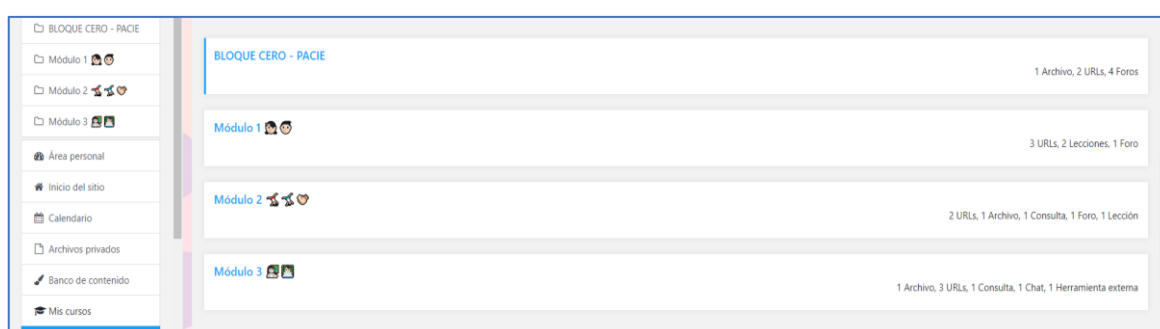 BLOQUE CERO - PACIE
Módulo 1
Módulo 2
Módulo 3
Área personal
Inicio del sitio
Calendario
Archivos privados
Banco de contenido
Mis cursos
BLOQUE CERO - PACIE
1 Archivo, 2 URLs, 4 Foros
Módulo 1
3 URLs, 2 Lecciones, 1 Foro
Módulo 2
2 URLs, 1 Archivo, 1 Consulta, 1 Foro, 1 Lección
Módulo 3
1 Archivo, 3 URLs, 1 Consulta, 1 Chat, 1 Herramienta externa